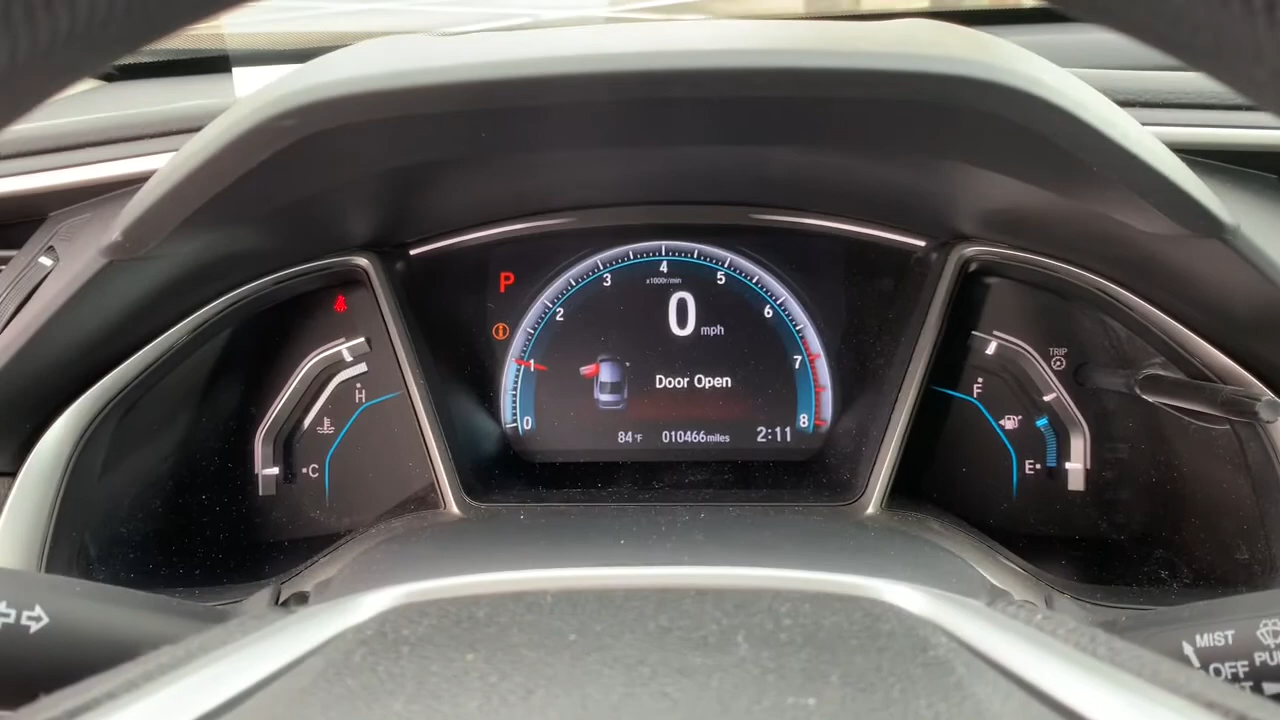 P
4
3
5
x1000r/min
2
6
0 mph
1
7
Door Open
0
8
84°F 010466miles 2:11
H
C
TRIP
F
E
MIST
OFF